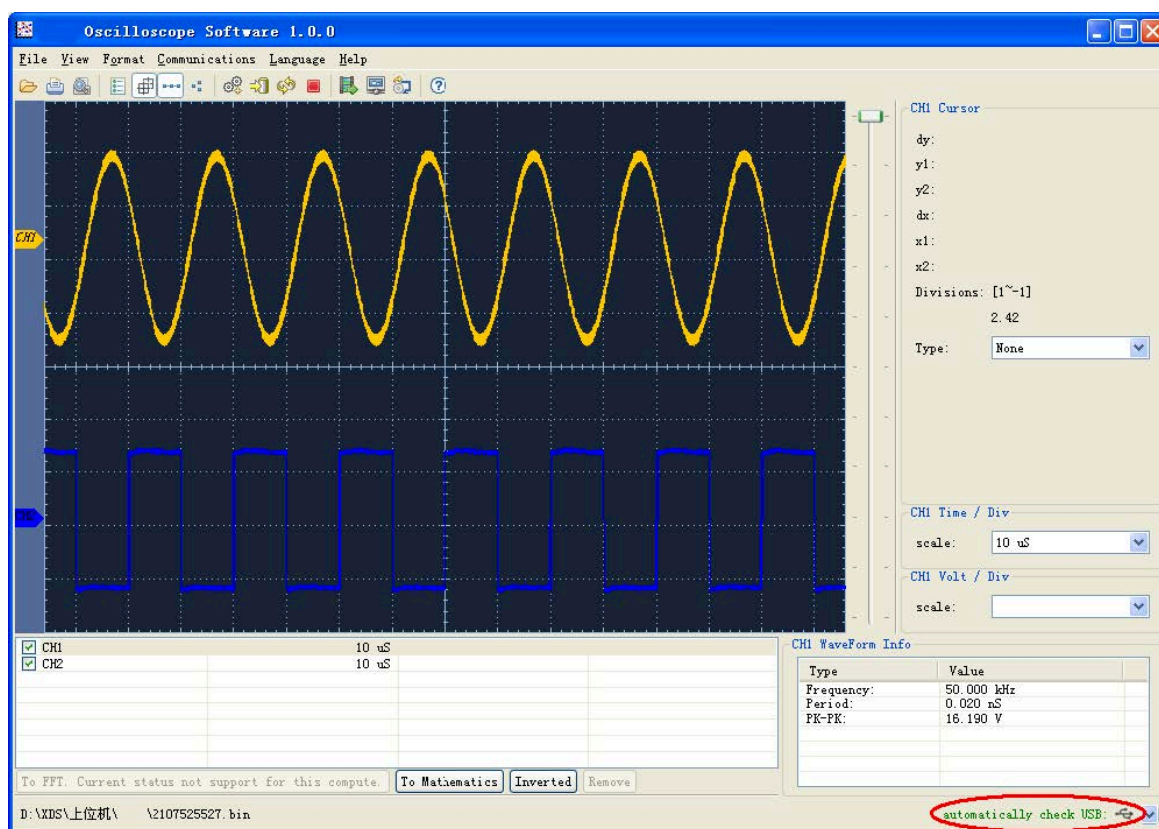 Oscilloscope Software 1.0.0
File View Format Communications Language Help
CH1 Cursor
dy:
y1:
y2:
dx:
x1:
x2:
Divisions: [1~-1]
2.42
Type: None
CH1
CH1 Time / Div
scale: 10 uS
CH1 Volt / Div
scale:
CH1 10 uS
CH2 10 uS
CH1 WaveForm Info
Type Value
Frequency: 50.000 kHz
Period: 0.020 mS
PK-PK: 16.190 V
To FFT. Current status not support for this compute. To Mathematics Inverted Remove
D:\XDS\上位机\ \2107525527.bin
automatically check USB: